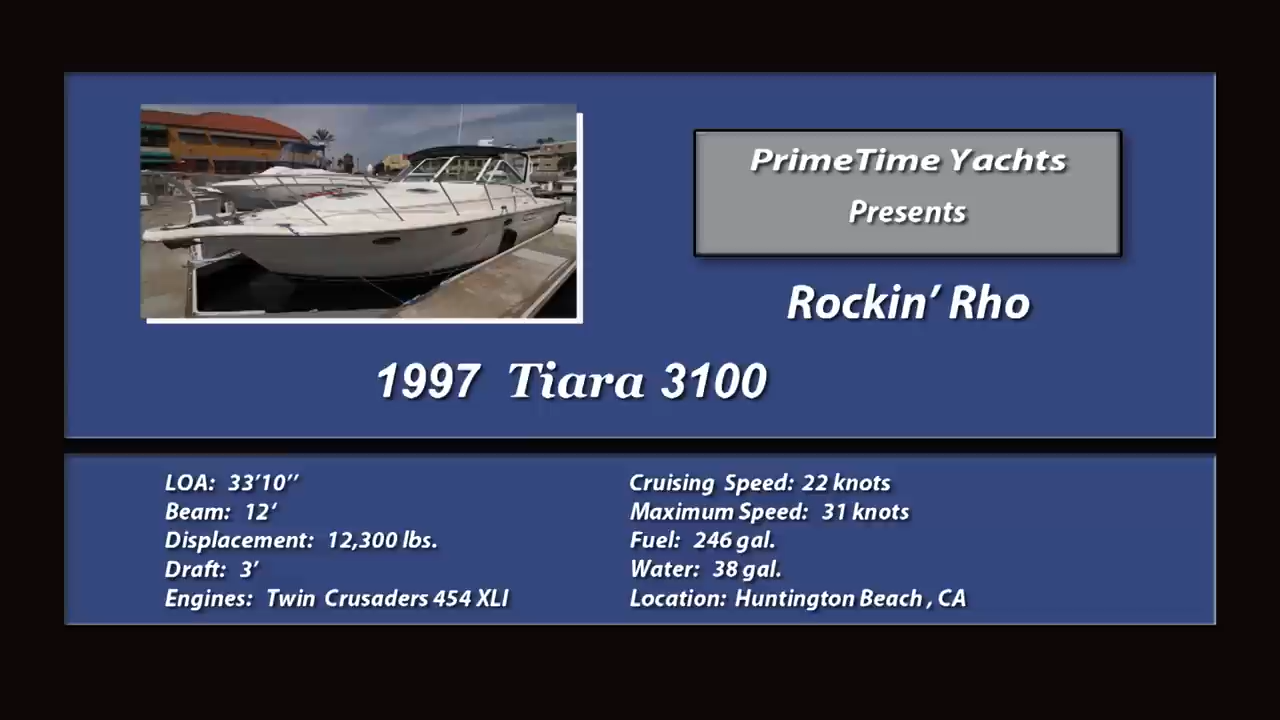 PrimeTime Yachts
Presents
Rockin’ Rho
1997 Tiara 3100
LOA: 33’10’’
Beam: 12‘
Displacement: 12,300 lbs.
Draft: 3’
Engines: Twin Crusaders 454 XLI
Cruising Speed: 22 knots
Maximum Speed: 31 knots
Fuel: 246 gal.
Water: 38 gal.
Location: Huntington Beach , CA